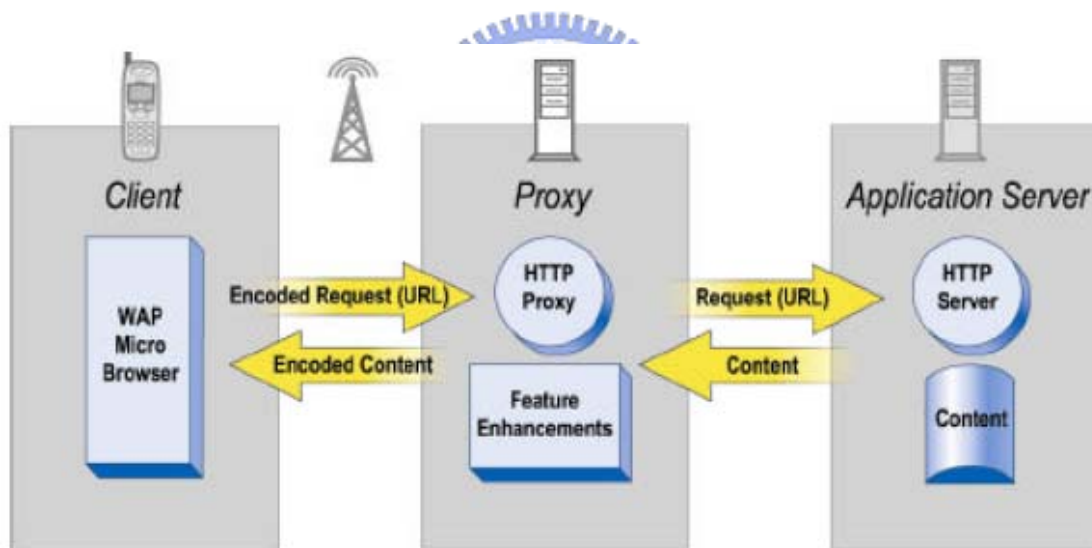 Client
Proxy
Application Server
WAP
Micro
Browser
Encoded Request (URL)
Encoded Content
HTTP
Proxy
Feature
Enhancements
Request (URL)
Content
HTTP
Server
Content